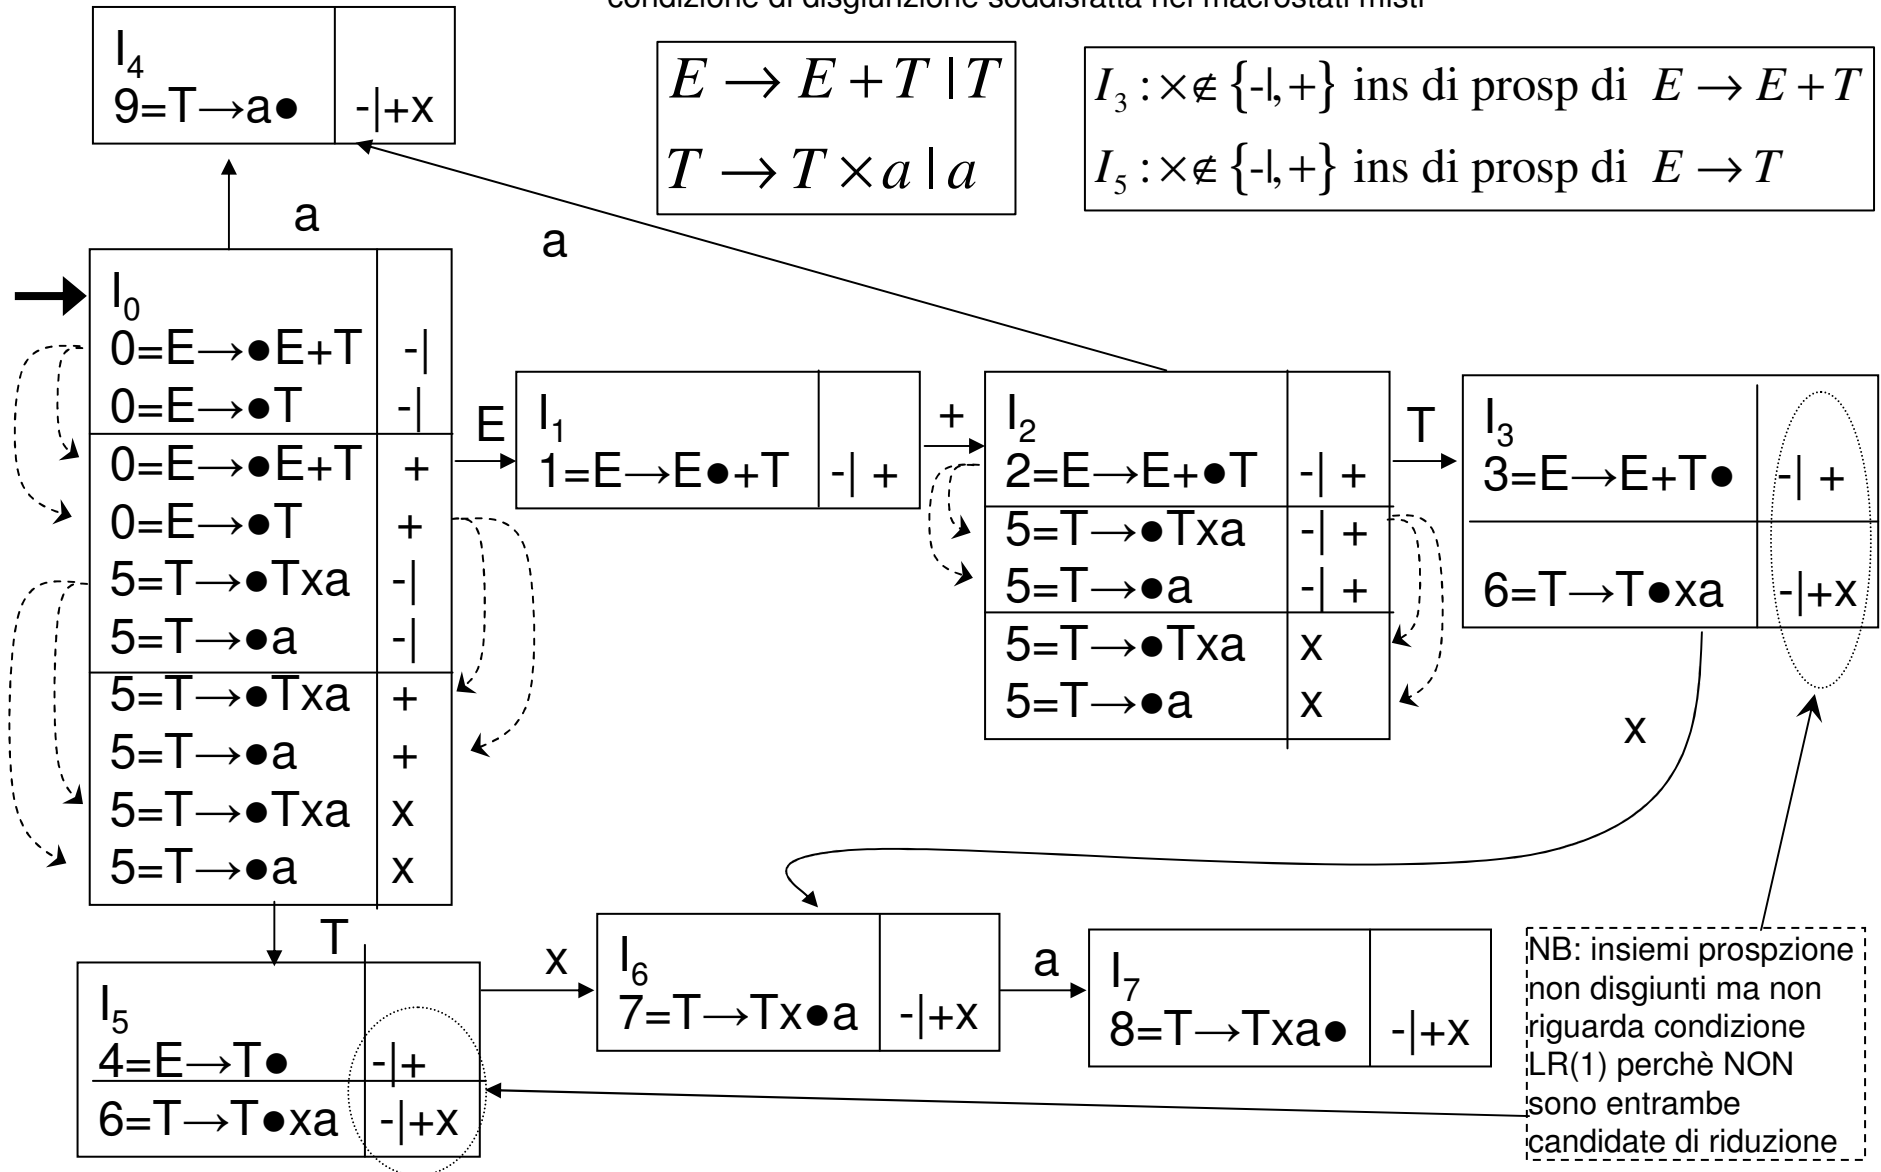 condizione di disgiunzione soddisfatta nei macrostati misti
I4
9=T→a● -|+x
E → E + T | T
T → T × a | a
I3 : × ∉ {-|, +} ins di prosp di E → E + T
I5 : × ∉ {-|, +} ins di prosp di E → T
a
a
I0
0=E→●E+T -|
0=E→●T -|
0=E→●E+T +
0=E→●T +
5=T→●Txa -|
5=T→●a -|
5=T→●Txa +
5=T→●a +
5=T→●Txa x
5=T→●a x
E
I1
1=E→E●+T -| +
+
I2
2=E→E+●T -| +
5=T→●Txa -| +
5=T→●a -| +
5=T→●Txa x
5=T→●a x
T
I3
3=E→E+T● -| +
6=T→T●xa -|+x
x
T
I5
4=E→T● -|+
6=T→T●xa -|+x
x
I6
7=T→Tx●a -|+x
a
I7
8=T→Txa● -|+x
NB: insiemi prospzione
non disgiunti ma non
riguarda condizione
LR(1) perchè NON
sono entrambe
candidate di riduzione